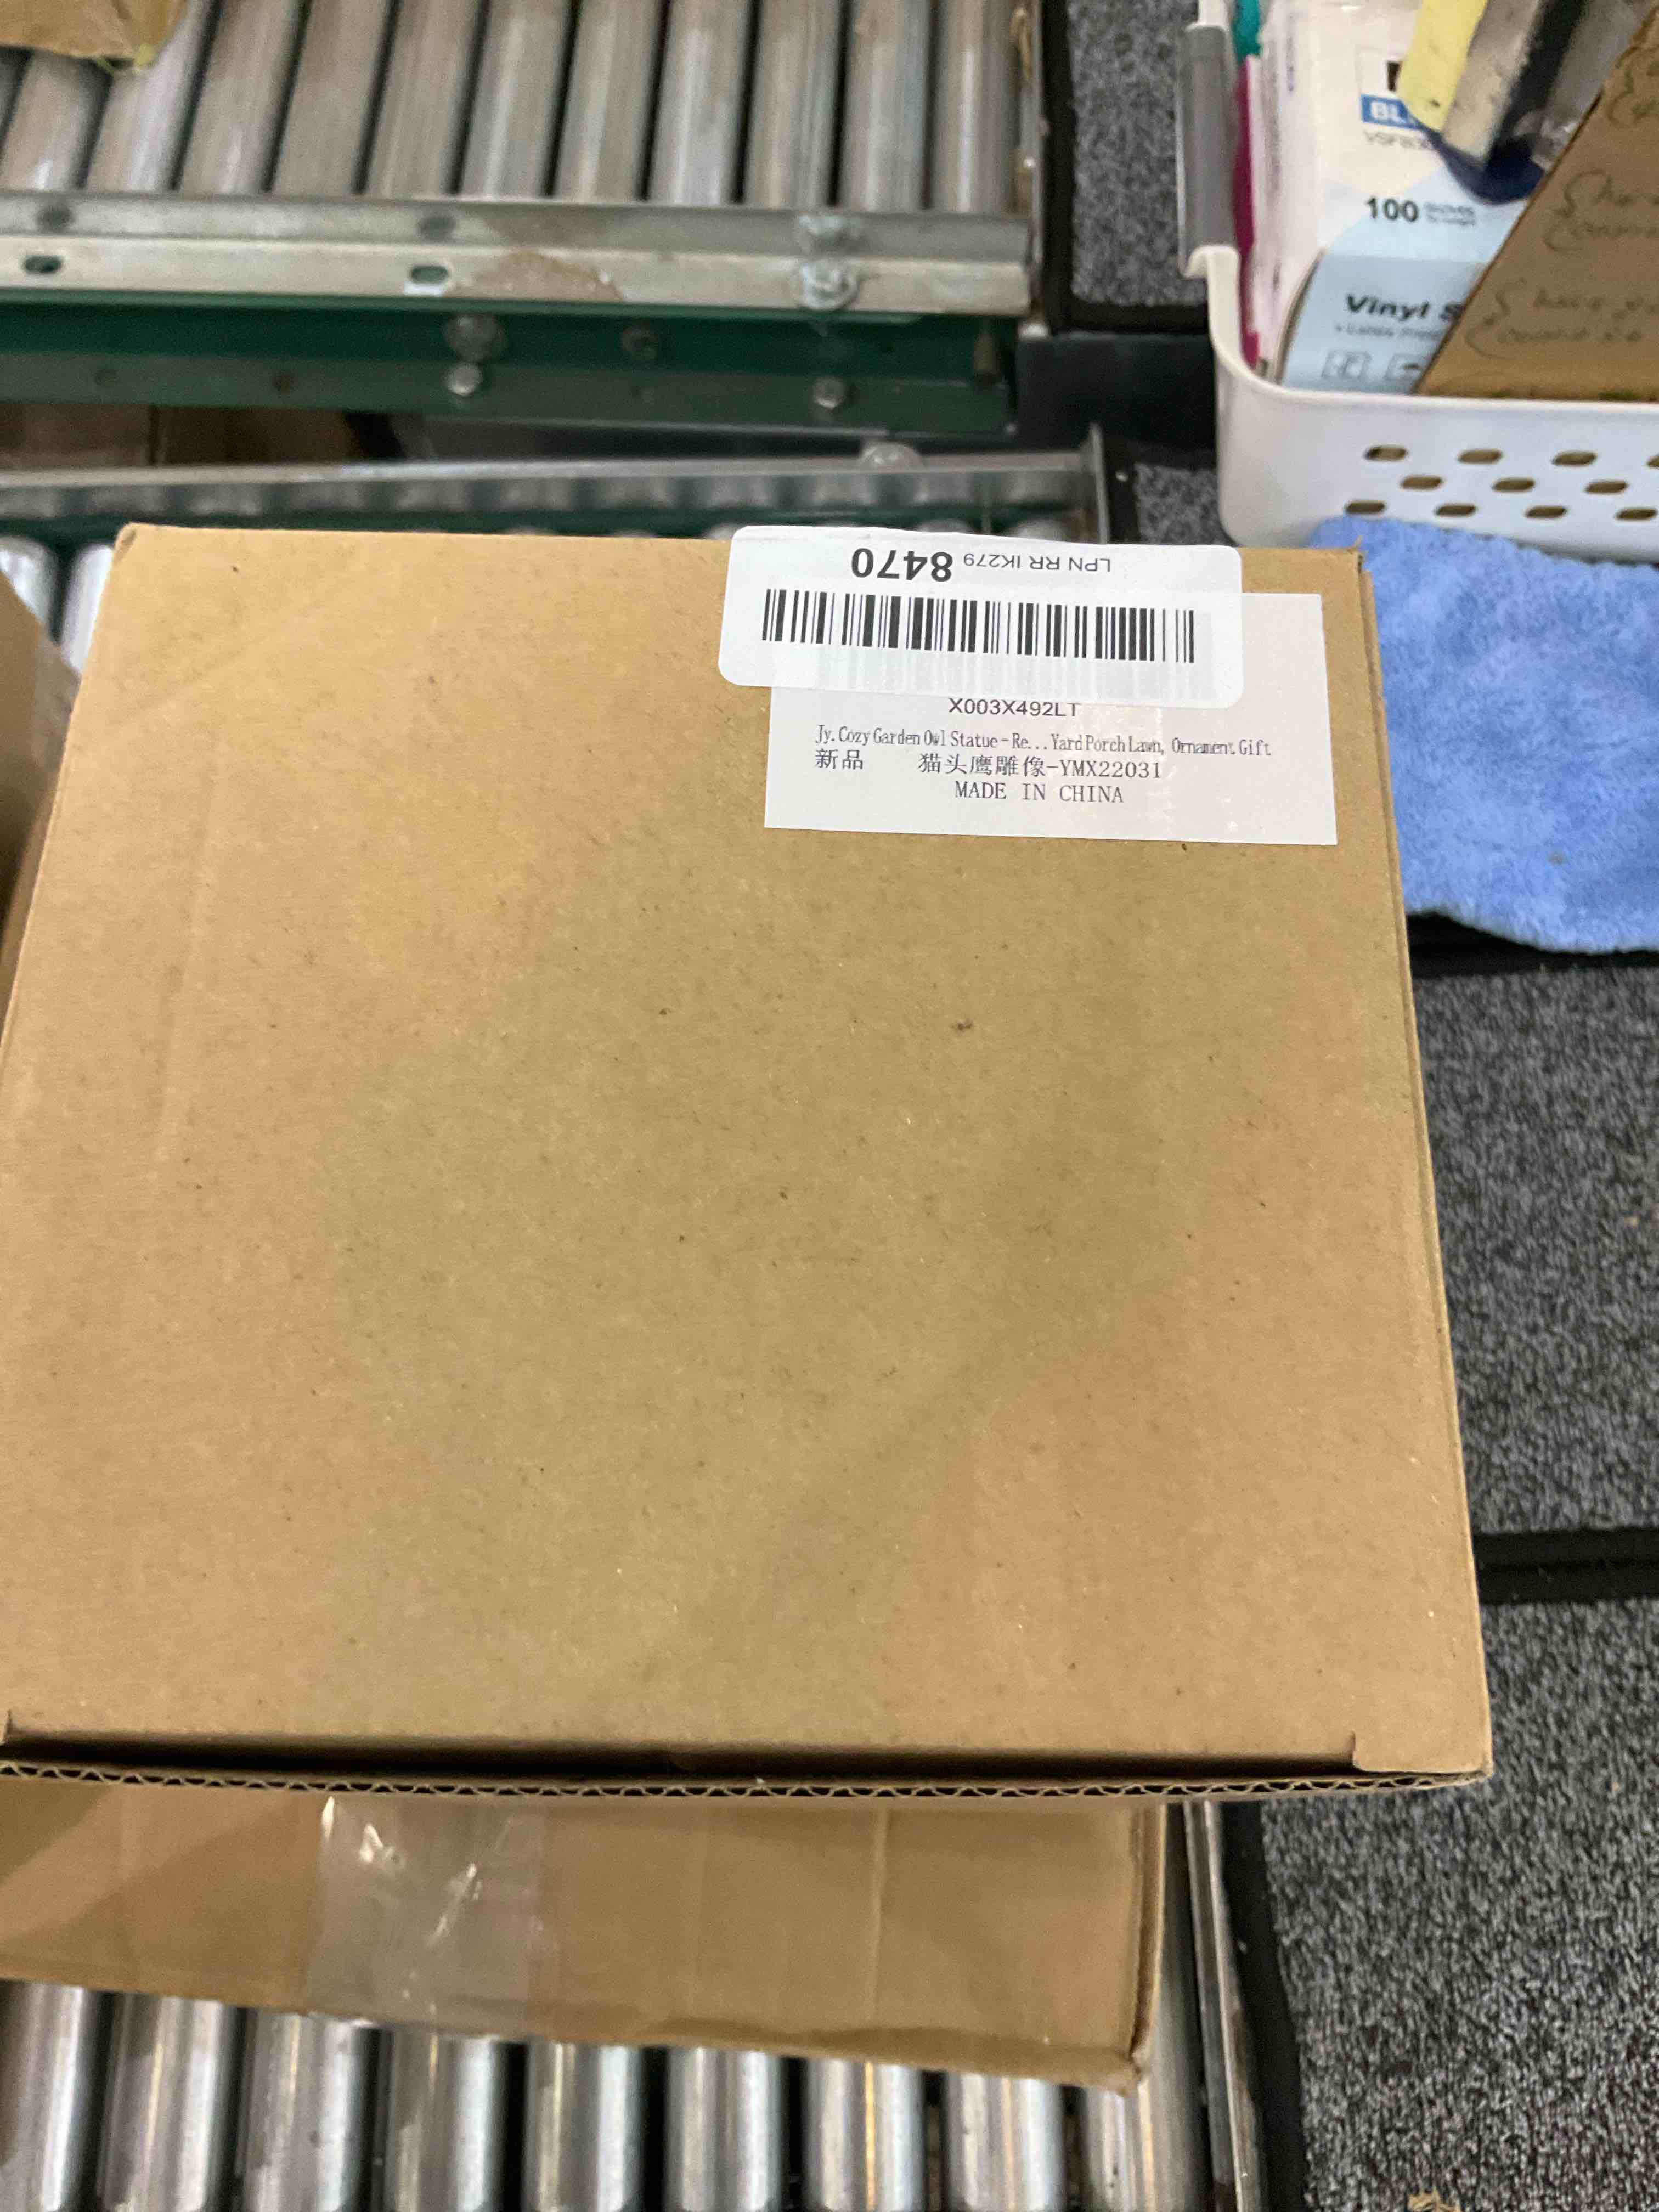 LPN RR IK279 8470
X003X492LT
Jy.Cozy Garden Owl Statue-Re...Yard Porch Lawn, Ornament Gift
新品 猫头鹰雕像-YMX22031
MADE IN CHINA
100
Vinyl